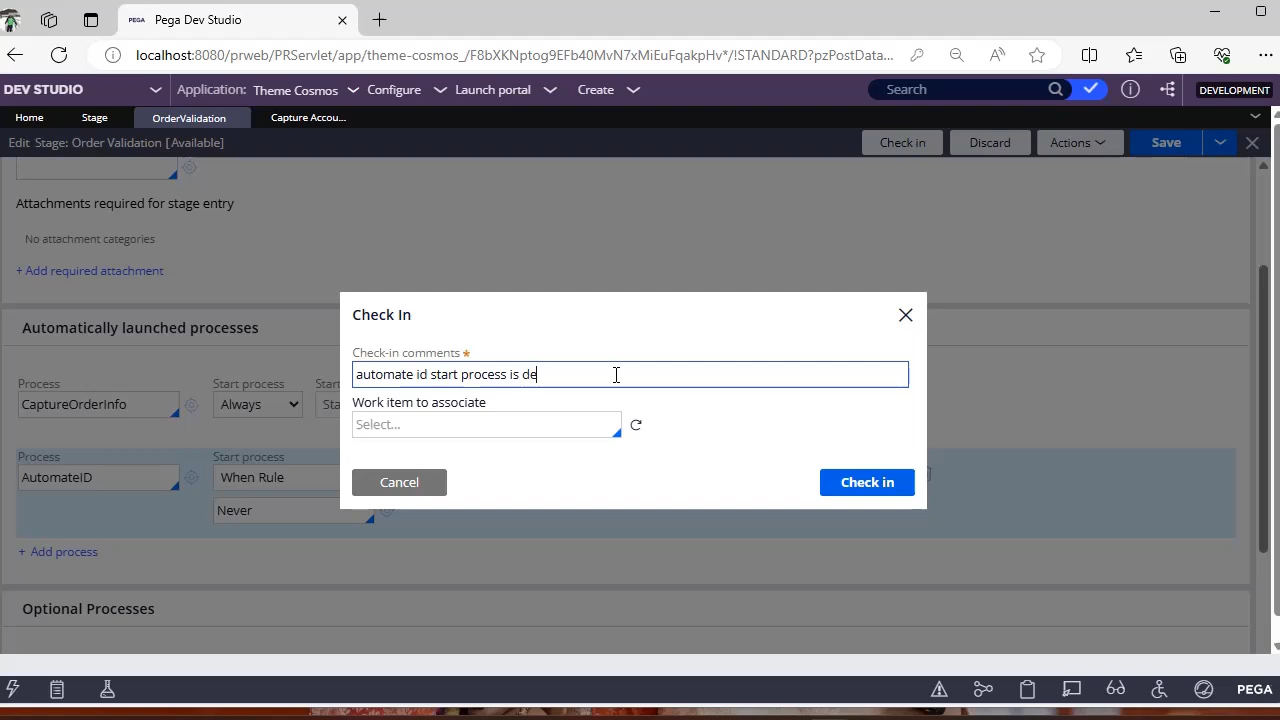 PEGA Pega Dev Studio
localhost:8080/prweb/PRServlet/app/theme-cosmos_/F8bXKNptog9EFb40MvN7xMiEuFqakpHv*/!STANDARD?pzPostData...
DEV STUDIO Application: Theme Cosmos Configure Launch portal Create Search DEVELOPMENT
Home Stage OrderValidation Capture Accou...
Edit Stage: Order Validation [Available] Check in Discard Actions Save
Attachments required for stage entry
No attachment categories
+ Add required attachment
Check In
Automatically launched processes
Check-in comments *
automate id start process is de
Process Start process
CaptureOrderInfo Always
Work item to associate
Select...
Process Start process
AutomateID When Rule
Cancel Check in
Never
+ Add process
Optional Processes
PEGA